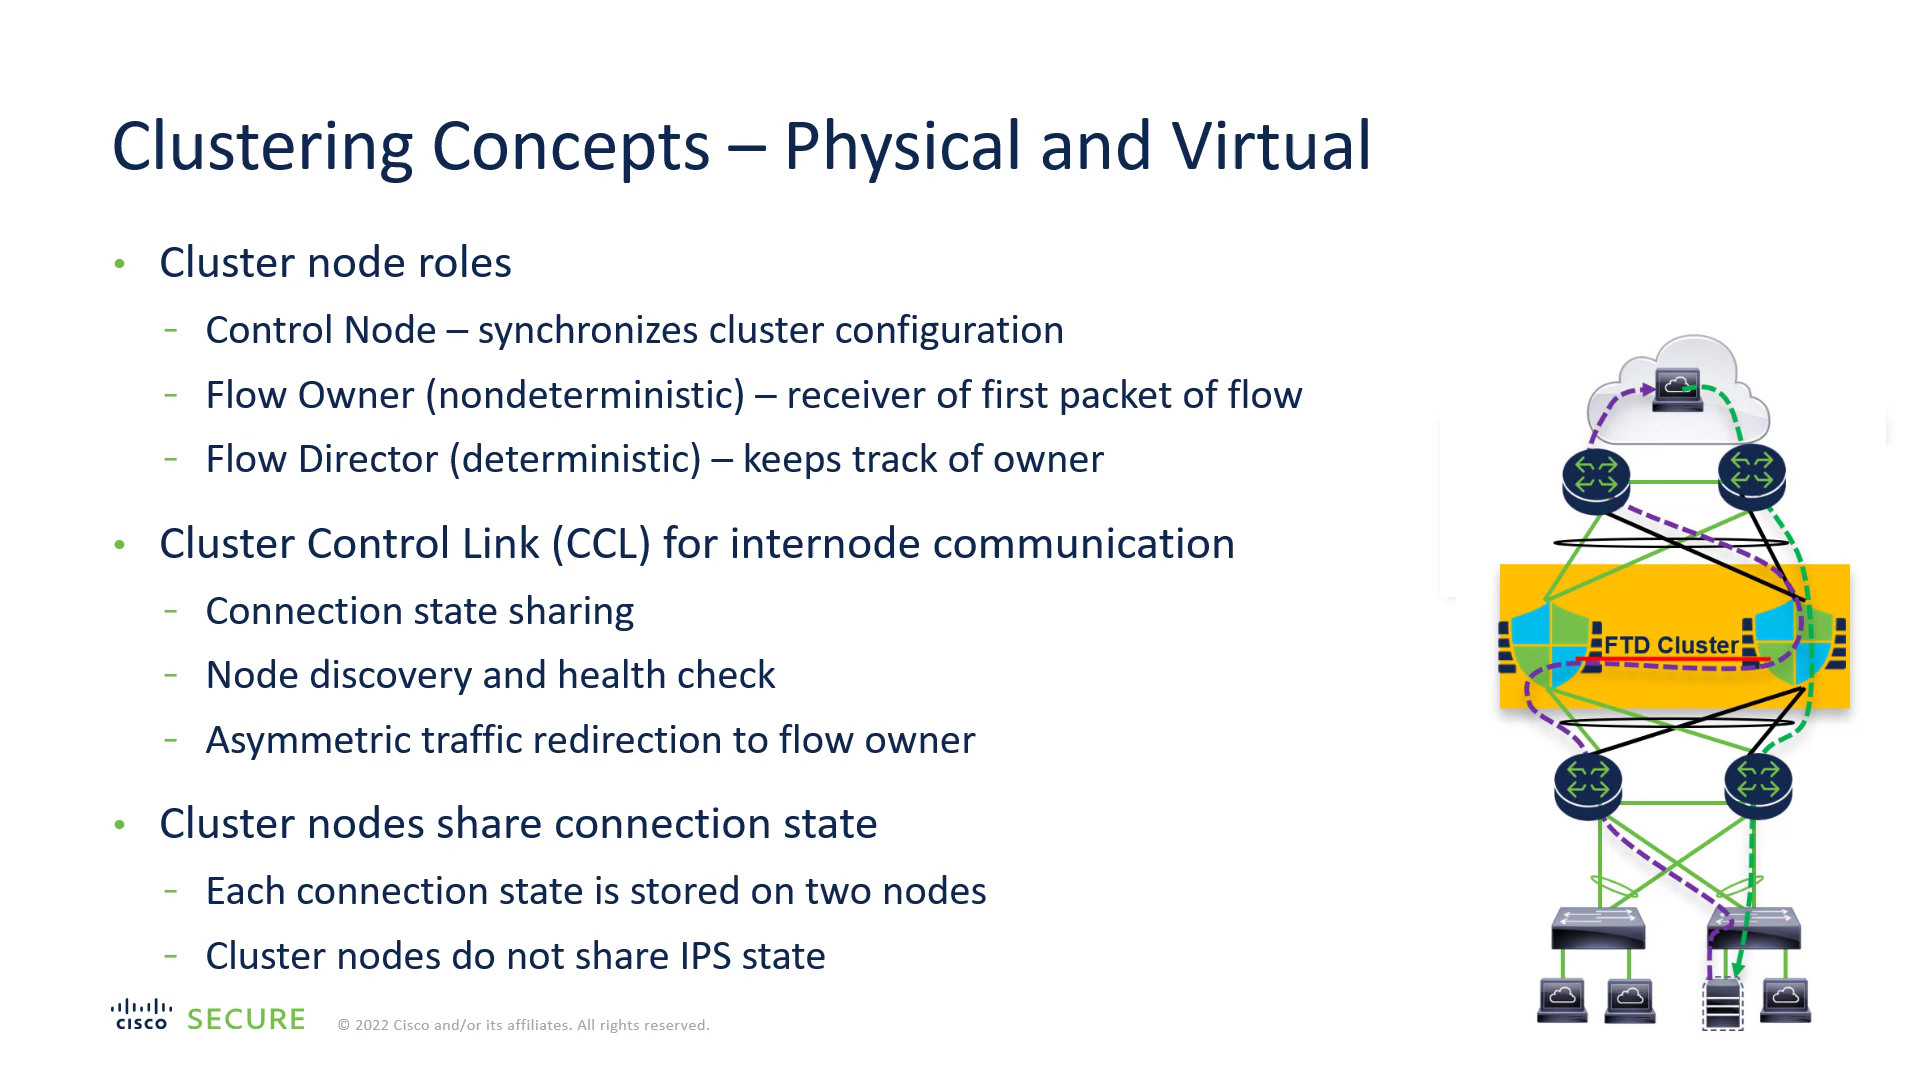 Clustering Concepts – Physical and Virtual
• Cluster node roles
- Control Node – synchronizes cluster configuration
- Flow Owner (nondeterministic) – receiver of first packet of flow
- Flow Director (deterministic) – keeps track of owner
• Cluster Control Link (CCL) for internode communication
- Connection state sharing
- Node discovery and health check
- Asymmetric traffic redirection to flow owner
• Cluster nodes share connection state
- Each connection state is stored on two nodes
- Cluster nodes do not share IPS state
FTD Cluster
cisco SECURE © 2022 Cisco and/or its affiliates. All rights reserved.